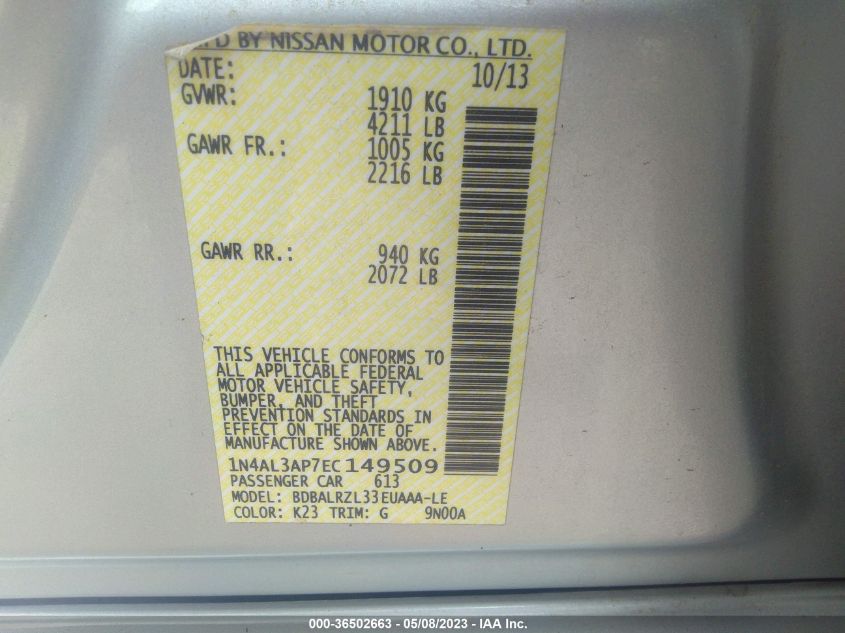 MFD BY NISSAN MOTOR CO., LTD.
DATE: 10/13
GVWR: 1910 KG
4211 LB
GAWR FR.: 1005 KG
2216 LB
GAWR RR.: 940 KG
2072 LB
THIS VEHICLE CONFORMS TO
ALL APPLICABLE FEDERAL
MOTOR VEHICLE SAFETY,
BUMPER, AND THEFT
PREVENTION STANDARDS IN
EFFECT ON THE DATE OF
MANUFACTURE SHOWN ABOVE.
1N4AL3AP7EC149509
PASSENGER CAR 613
MODEL: BDBALRZL33EUAAA-LE
COLOR: K23 TRIM: G 9N00A
000-36502663 - 05/08/2023 - IAA Inc.